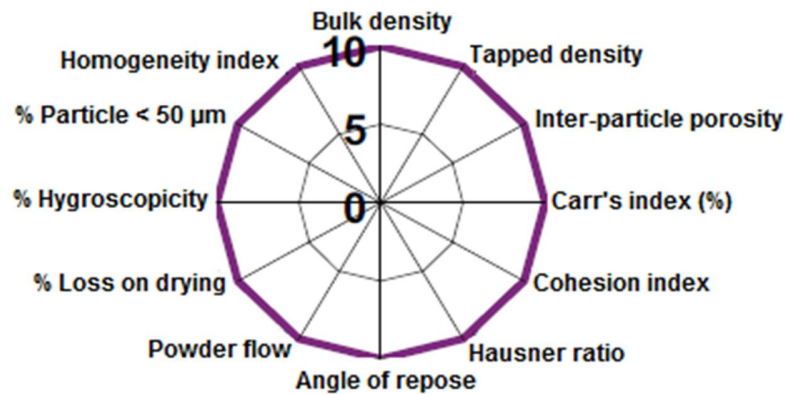 Bulk density
10
Homogeneity index
Tapped density
% Particle < 50 µm
Inter-particle porosity
5
% Hygroscopicity
0
Carr's index (%)
% Loss on drying
Cohesion index
Powder flow
Hausner ratio
Angle of repose